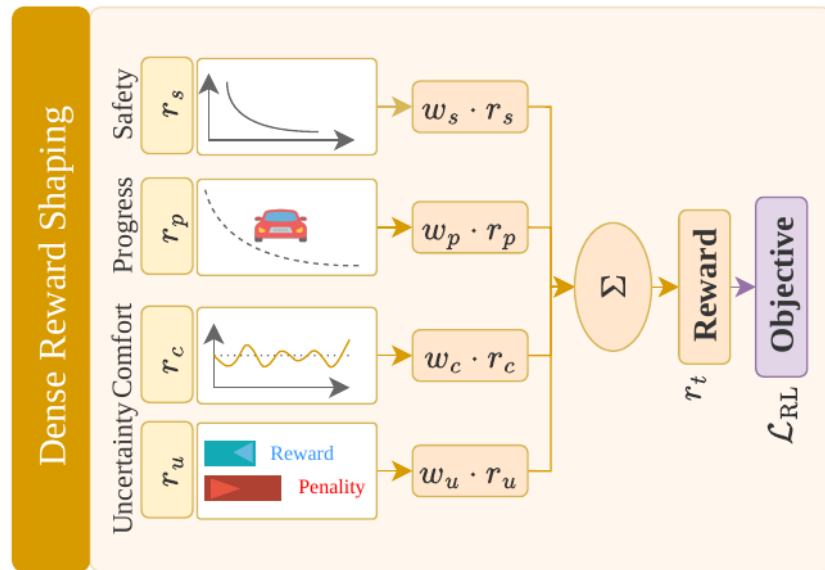 Dense Reward Shaping
Safety
r_s
w_s · r_s
Progress
r_p
w_p · r_p
Comfort
r_c
w_c · r_c
Uncertainty
r_u
Reward
Penality
w_u · r_u
Σ
Reward
r_t
Objective
ℒ_RL